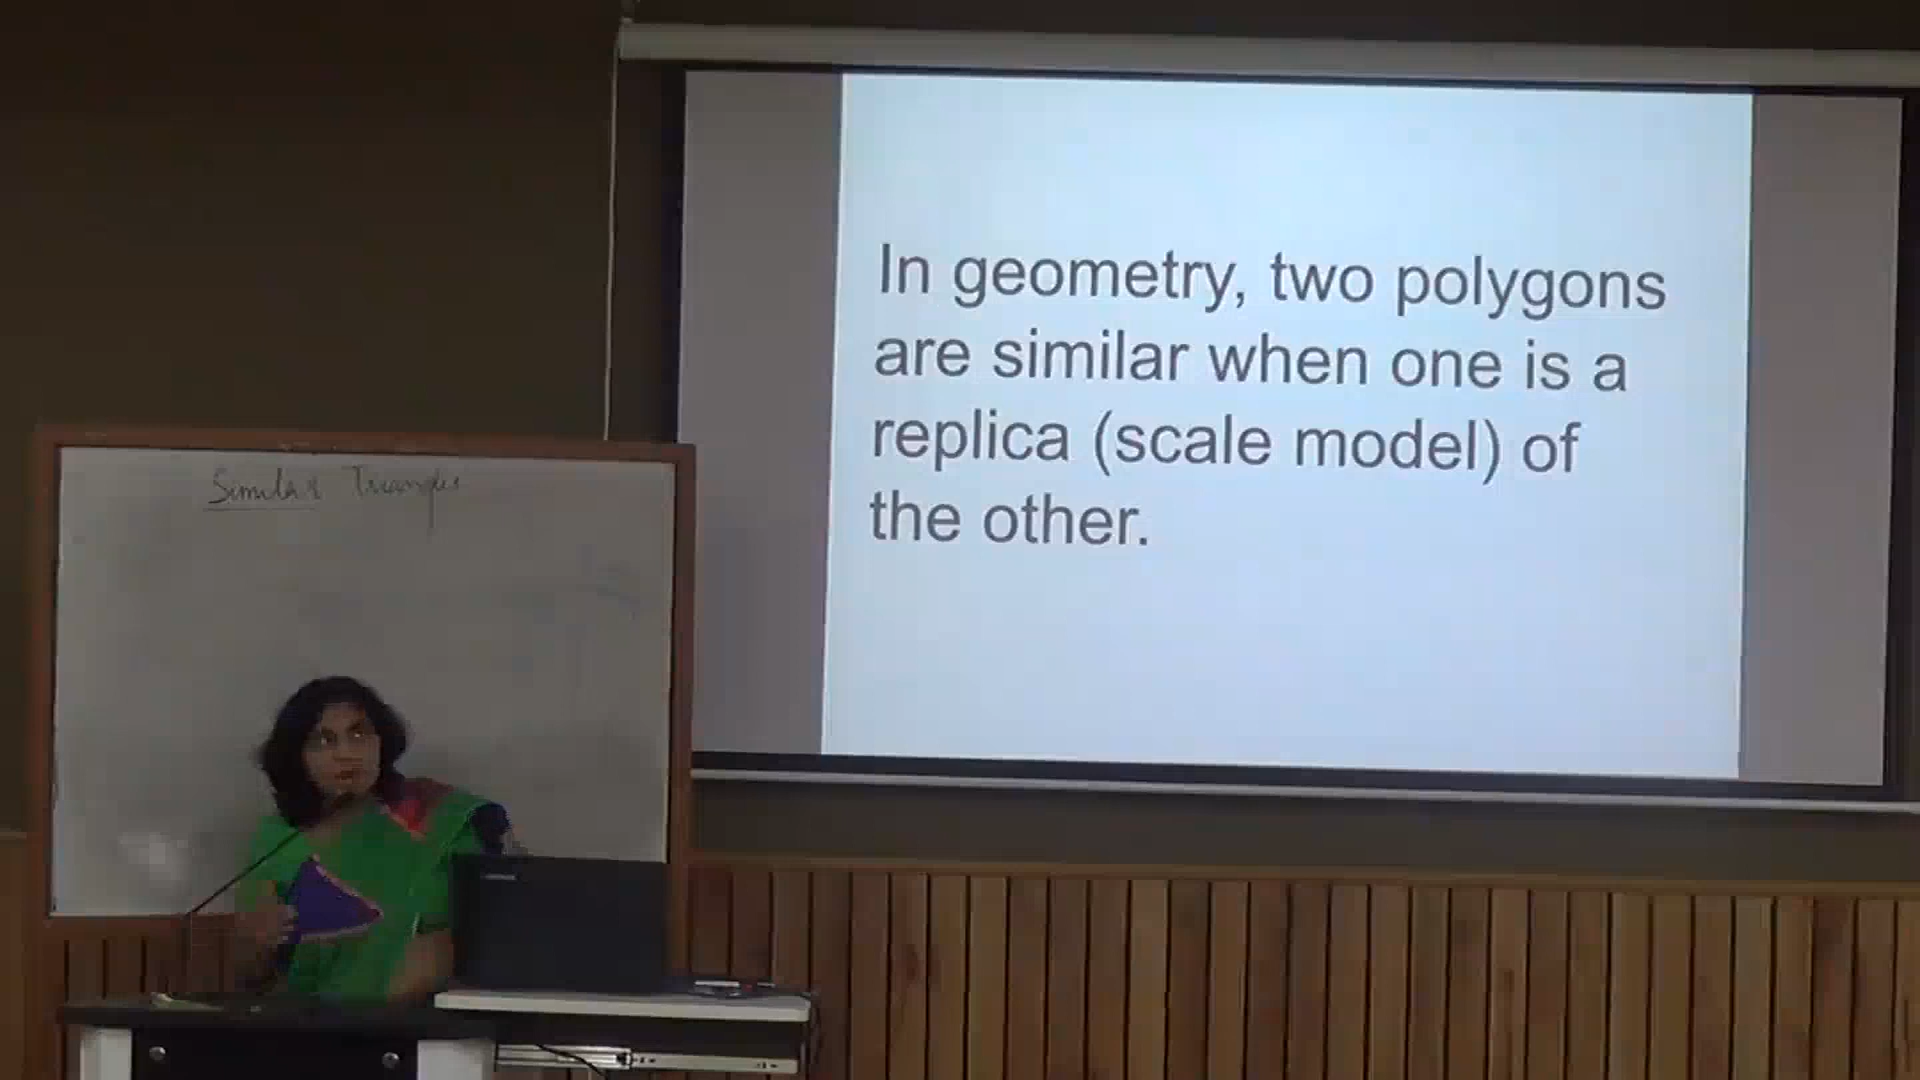 Similar Triangles
In geometry, two polygons
are similar when one is a
replica (scale model) of
the other.